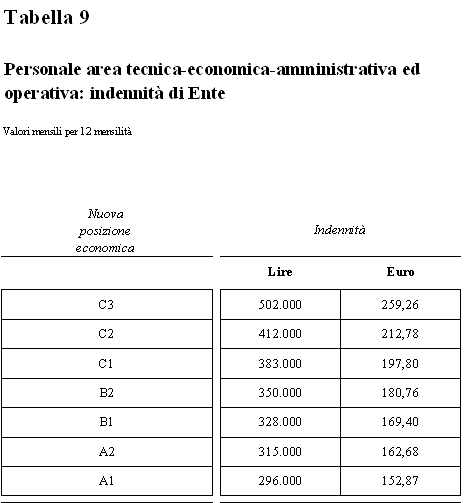 Tabella 9
Personale area tecnica-economica-amministrativa ed
operativa: indennità di Ente
Valori mensili per 12 mensilità
Nuova
posizione
economica
Indennità
Lire Euro
C3 502.000 259,26
C2 412.000 212,78
C1 383.000 197,80
B2 350.000 180,76
B1 328.000 169,40
A2 315.000 162,68
A1 296.000 152,87